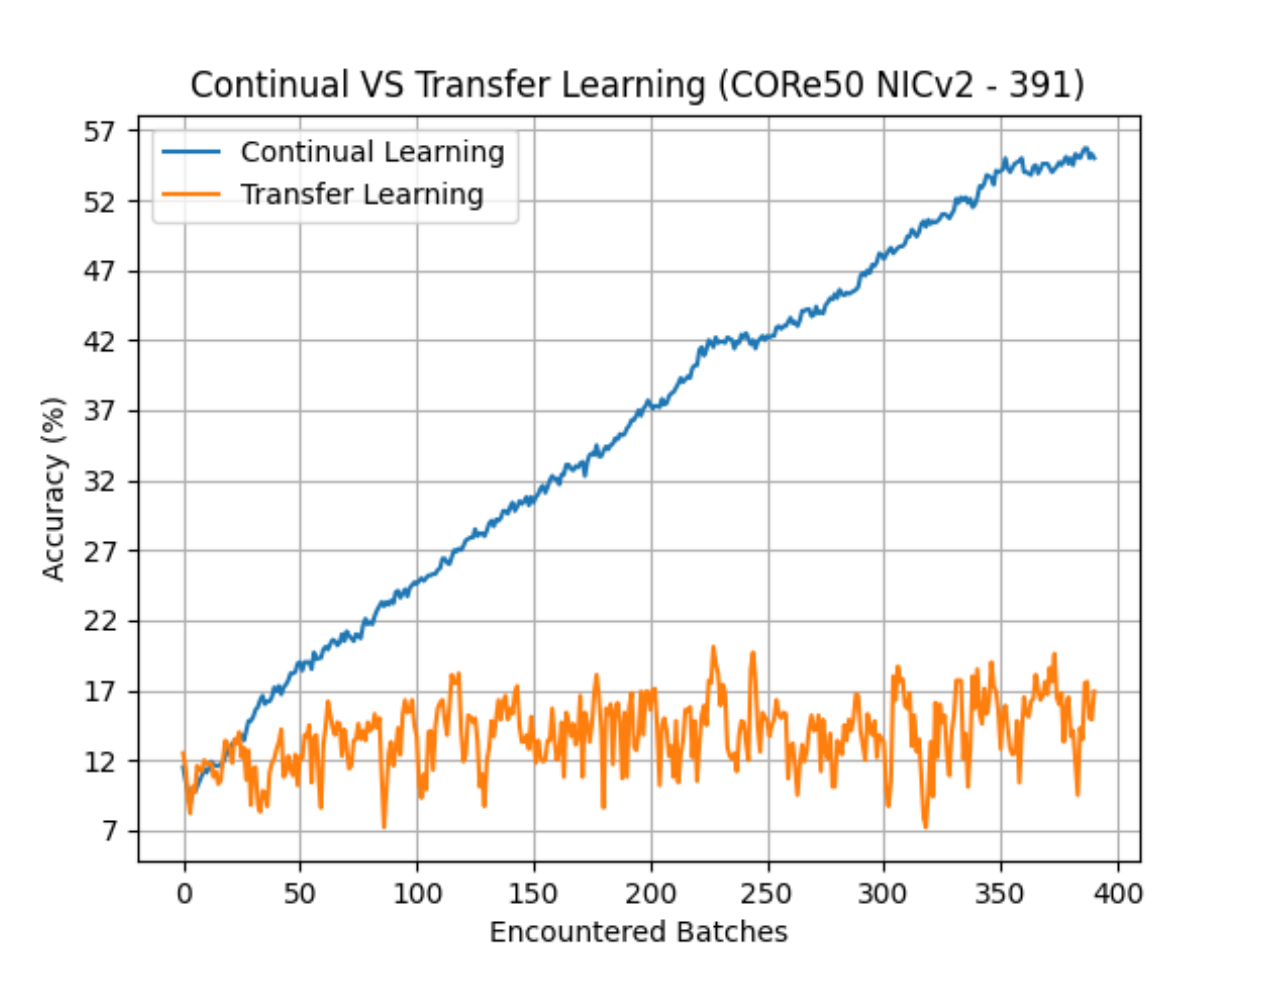 Continual VS Transfer Learning (CORe50 NICv2 - 391)
Continual Learning
Transfer Learning
57
52
47
42
37
32
27
22
17
12
7
Accuracy (%)
0 50 100 150 200 250 300 350 400
Encountered Batches